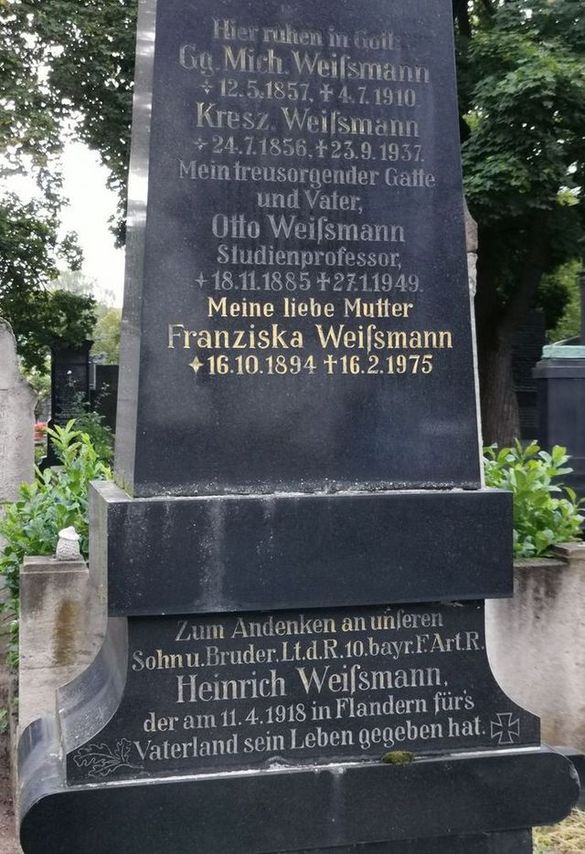 Hier ruhen in Gott:
Gg. Mich. Weiſsmann
✦12.5.1857, ✝4.7.1910
Kresz. Weiſsmann
✦24.7.1856, ✝23.9.1937.
Mein treusorgender Gatte
und Vater,
Otto Weiſsmann
Studienprofessor,
✦18.11.1885 ✝27.1.1949.
Meine liebe Mutter
Franziska Weiſsmann
✦16.10.1894 ✝16.2.1975
Zum Andenken an unſeren
Sohn u. Bruder, Lt. d. R. 10. bayr. F. Art. R.
Heinrich Weiſsmann,
der am 11.4.1918 in Flandern für's
Vaterland sein Leben gegeben hat.